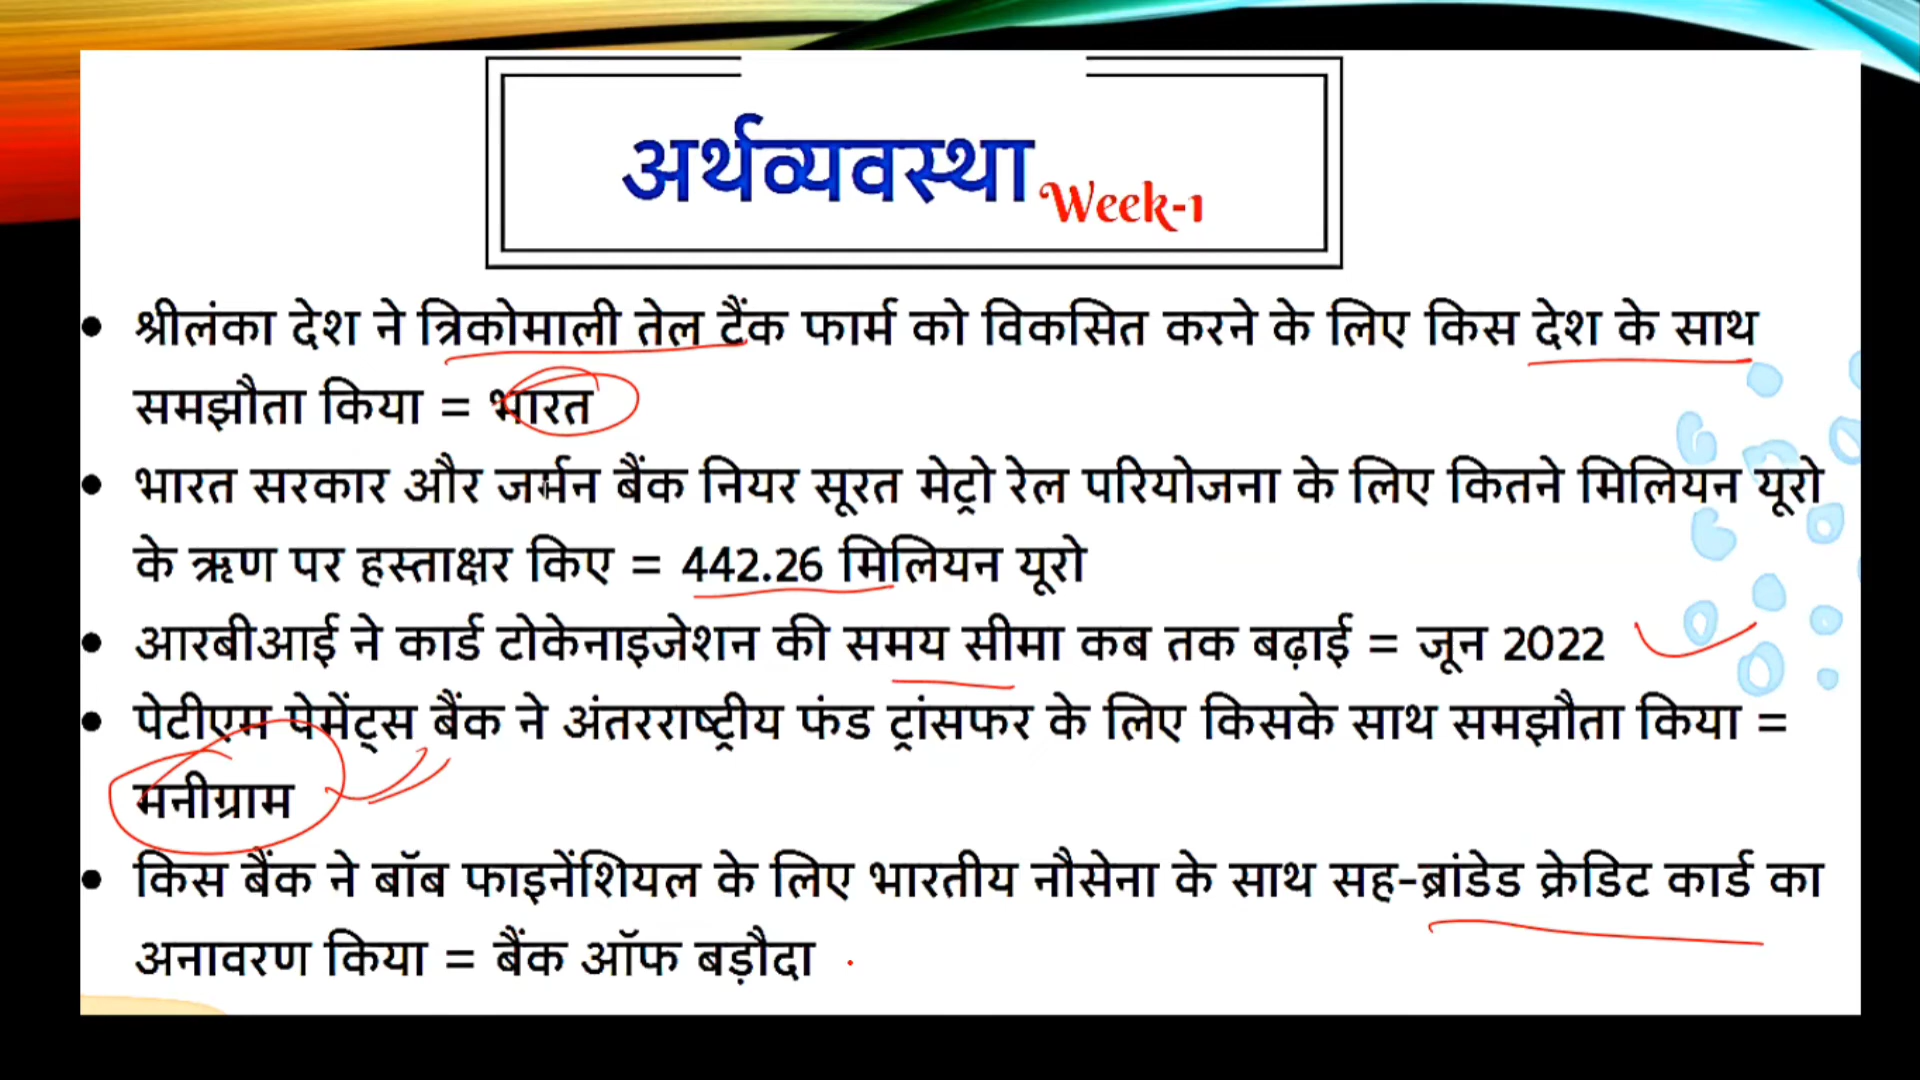 अर्थव्यवस्था Week-1
• श्रीलंका देश ने त्रिकोमाली तेल टैंक फार्म को विकसित करने के लिए किस देश के साथ
समझौता किया = भारत
• भारत सरकार और जर्मन बैंक नियर सूरत मेट्रो रेल परियोजना के लिए कितने मिलियन यूरो
के ऋण पर हस्ताक्षर किए = 442.26 मिलियन यूरो
• आरबीआई ने कार्ड टोकेनाइजेशन की समय सीमा कब तक बढ़ाई = जून 2022
• पेटीएम पेमेंट्स बैंक ने अंतरराष्ट्रीय फंड ट्रांसफर के लिए किसके साथ समझौता किया =
मनीग्राम
• किस बैंक ने बॉब फाइनेंशियल के लिए भारतीय नौसेना के साथ सह-ब्रांडेड क्रेडिट कार्ड का
अनावरण किया = बैंक ऑफ बड़ौदा